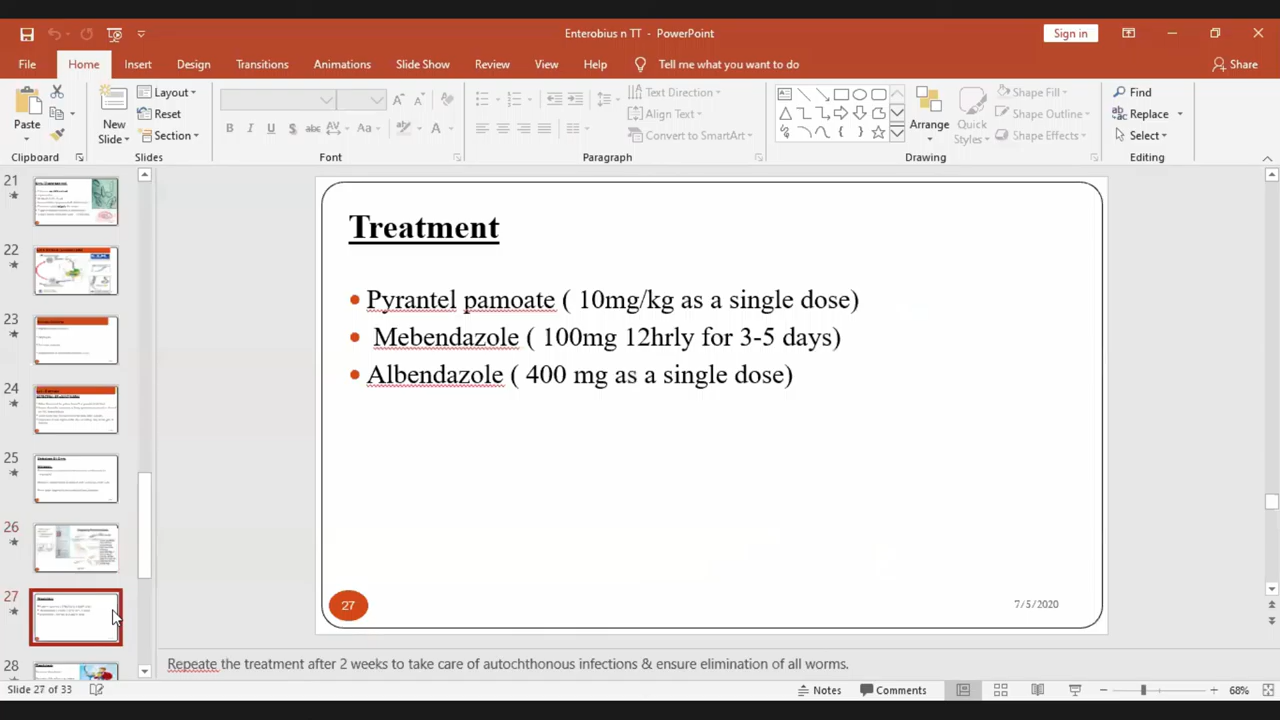 Enterobius n TT - PowerPoint
Sign in
File Home Insert Design Transitions Animations Slide Show Review View Help Tell me what you want to do Share
Paste
New
Slide
Layout
Reset
Section
B I U S abc AV Aa A
Text Direction
Align Text
Convert to SmartArt
Arrange
Quick
Styles
Shape Fill
Shape Outline
Shape Effects
Find
Replace
Select
Clipboard Slides Font Paragraph Drawing Editing
21
22
23
24
25
26
27
28
Treatment
Pyrantel pamoate ( 10mg/kg as a single dose)
Mebendazole ( 100mg 12hrly for 3-5 days)
Albendazole ( 400 mg as a single dose)
27
7/5/2020
Repeate the treatment after 2 weeks to take care of autochthonous infections & ensure elimination of all worms.
Slide 27 of 33
Notes Comments 68%